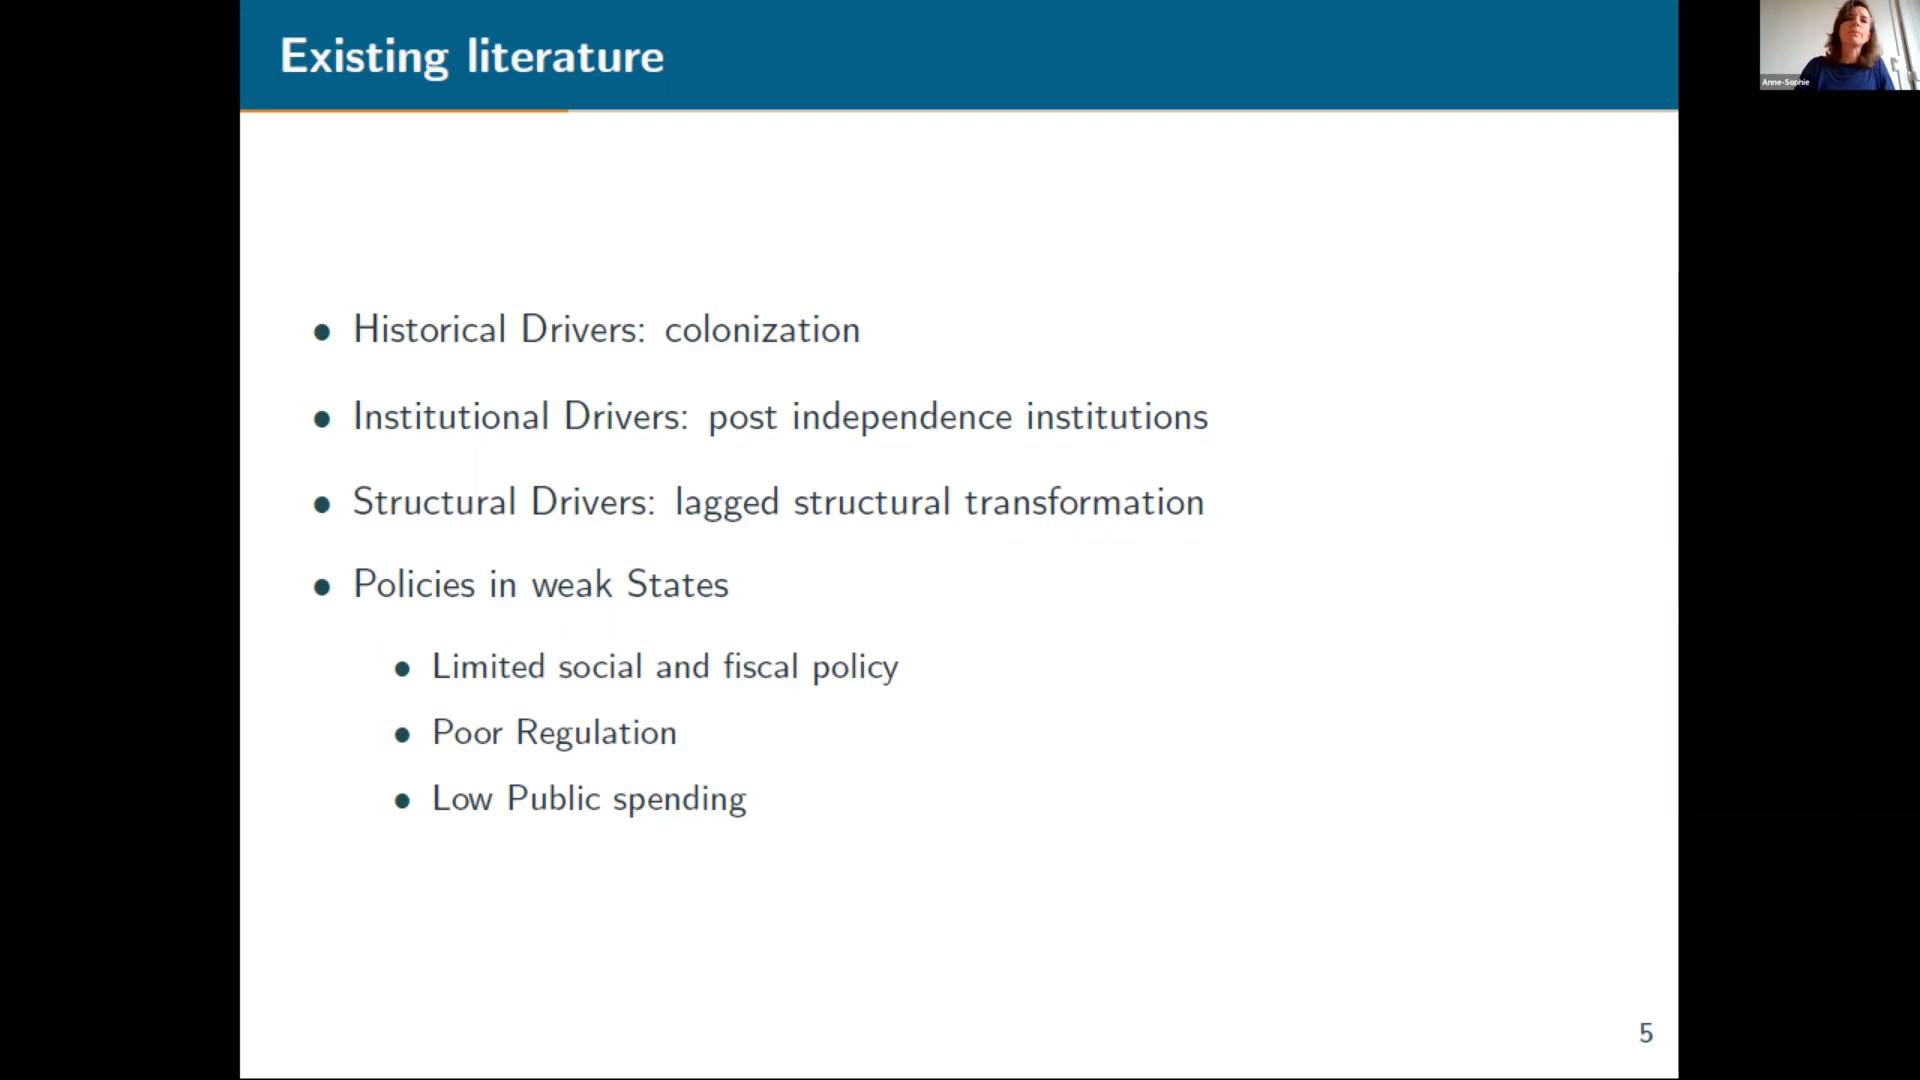 Existing literature
Anne-Sophie
• Historical Drivers: colonization
• Institutional Drivers: post independence institutions
• Structural Drivers: lagged structural transformation
• Policies in weak States
• Limited social and fiscal policy
• Poor Regulation
• Low Public spending
5